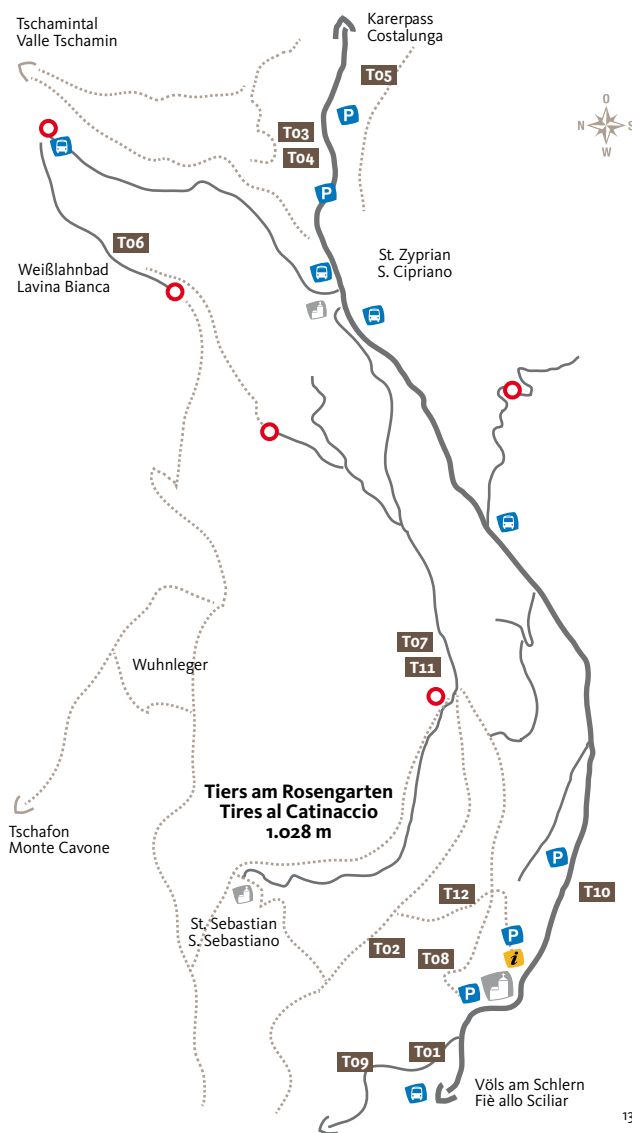 Karerpass
Costalunga
Tschamintal
Valle Tschamin
T05
P
T03
T04
O
N
S
W
P
T06
St. Zyprian
S. Cipriano
Weißlahnbad
Lavina Bianca
T07
T11
Wuhnleger
Tiers am Rosengarten
Tires al Catinaccio
1.028 m
Tschafon
Monte Cavone
P
T12
T10
St. Sebastian
S. Sebastiano
T02
T08
P
i
P
T01
T09
Völs am Schlern
Fiè allo Sciliar
13